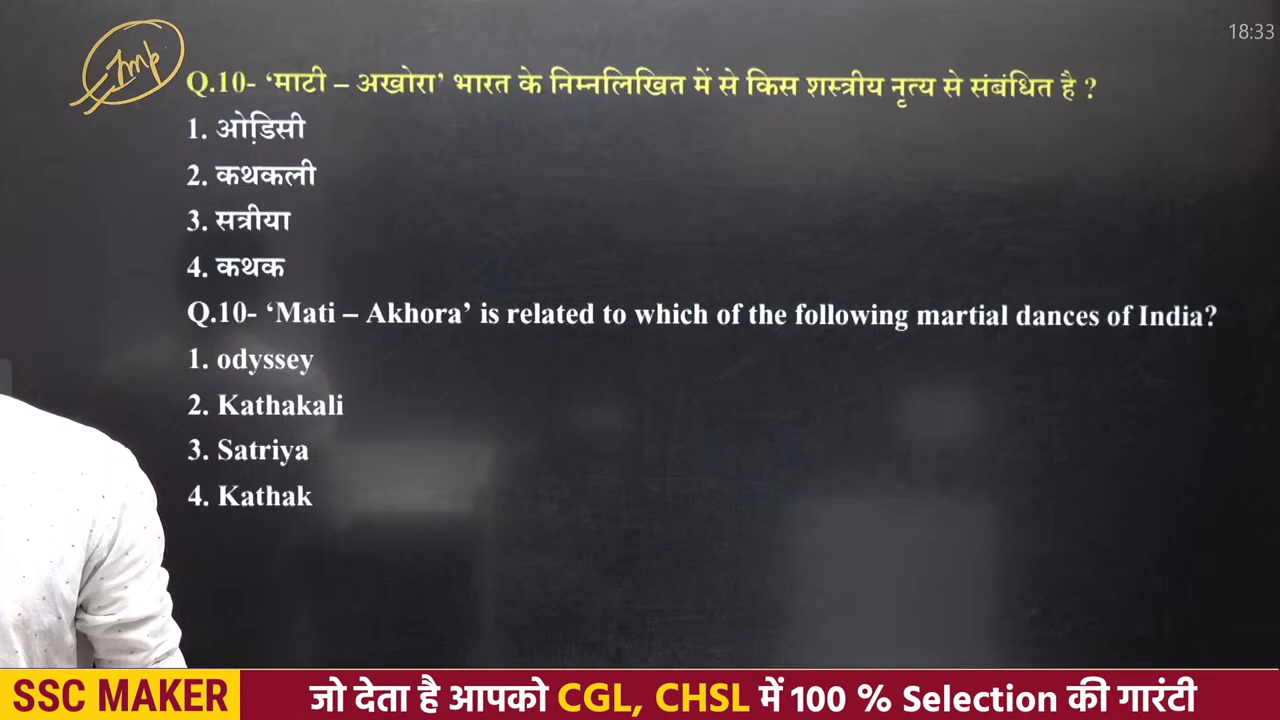 18:33
Imp
Q.10- ‘माटी – अखोरा’ भारत के निम्नलिखित में से किस शस्त्रीय नृत्य से संबंधित है ?
1. ओड़िसी
2. कथकली
3. सत्रीया
4. कथक
Q.10- ‘Mati – Akhora’ is related to which of the following martial dances of India?
1. odyssey
2. Kathakali
3. Satriya
4. Kathak
SSC MAKER जो देता है आपको CGL, CHSL में 100 % Selection की गारंटी